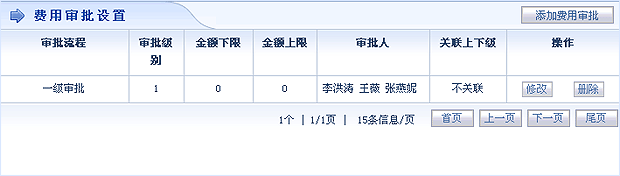 费用审批设置 添加费用审批
审批流程 审批级别 金额下限 金额上限 审批人 关联上下级 操作
一级审批 1 0 0 李洪涛 王薇 张燕妮 不关联 修改 删除
1个 | 1/1页 | 15条信息/页 首页 上一页 下一页 尾页